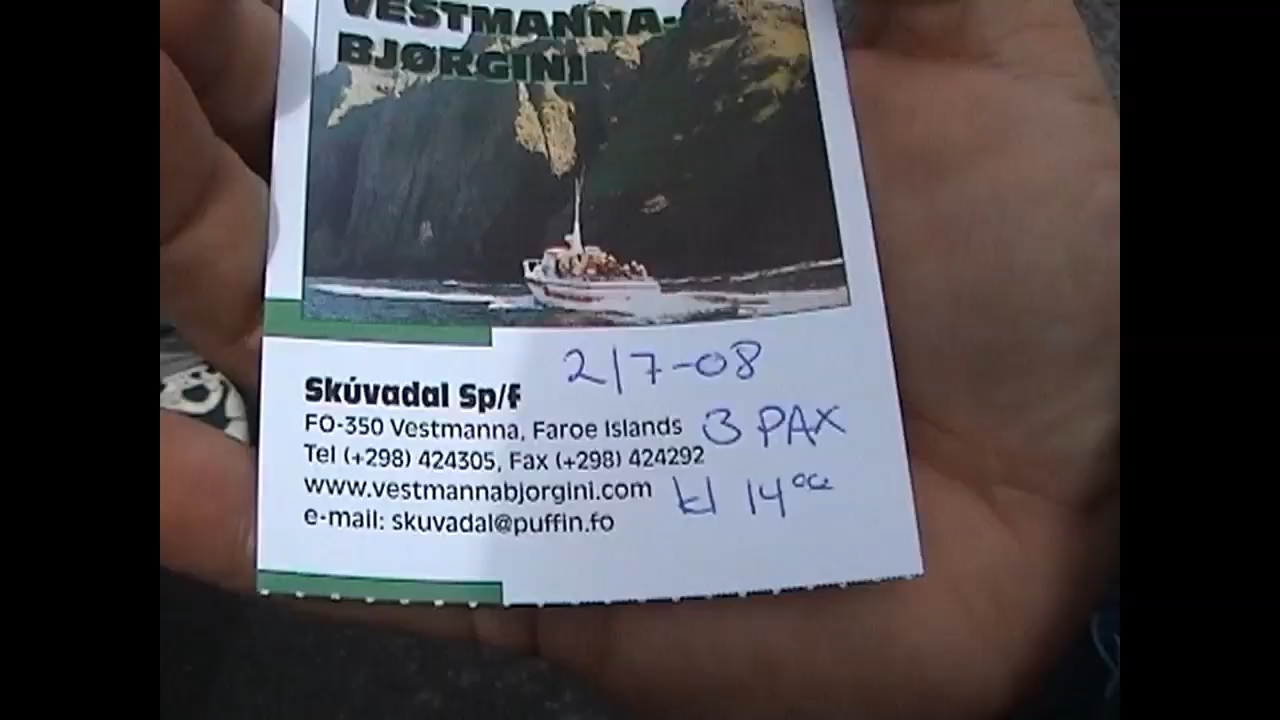 VESTMANNA-
BJØRGINI
2/7-08
Skúvadal Sp/F
FO-350 Vestmanna, Faroe Islands
3 PAX
Tel (+298) 424305, Fax (+298) 424292
www.vestmannabjorgini.com
kl 14⁰⁰
e-mail: skuvadal@puffin.fo